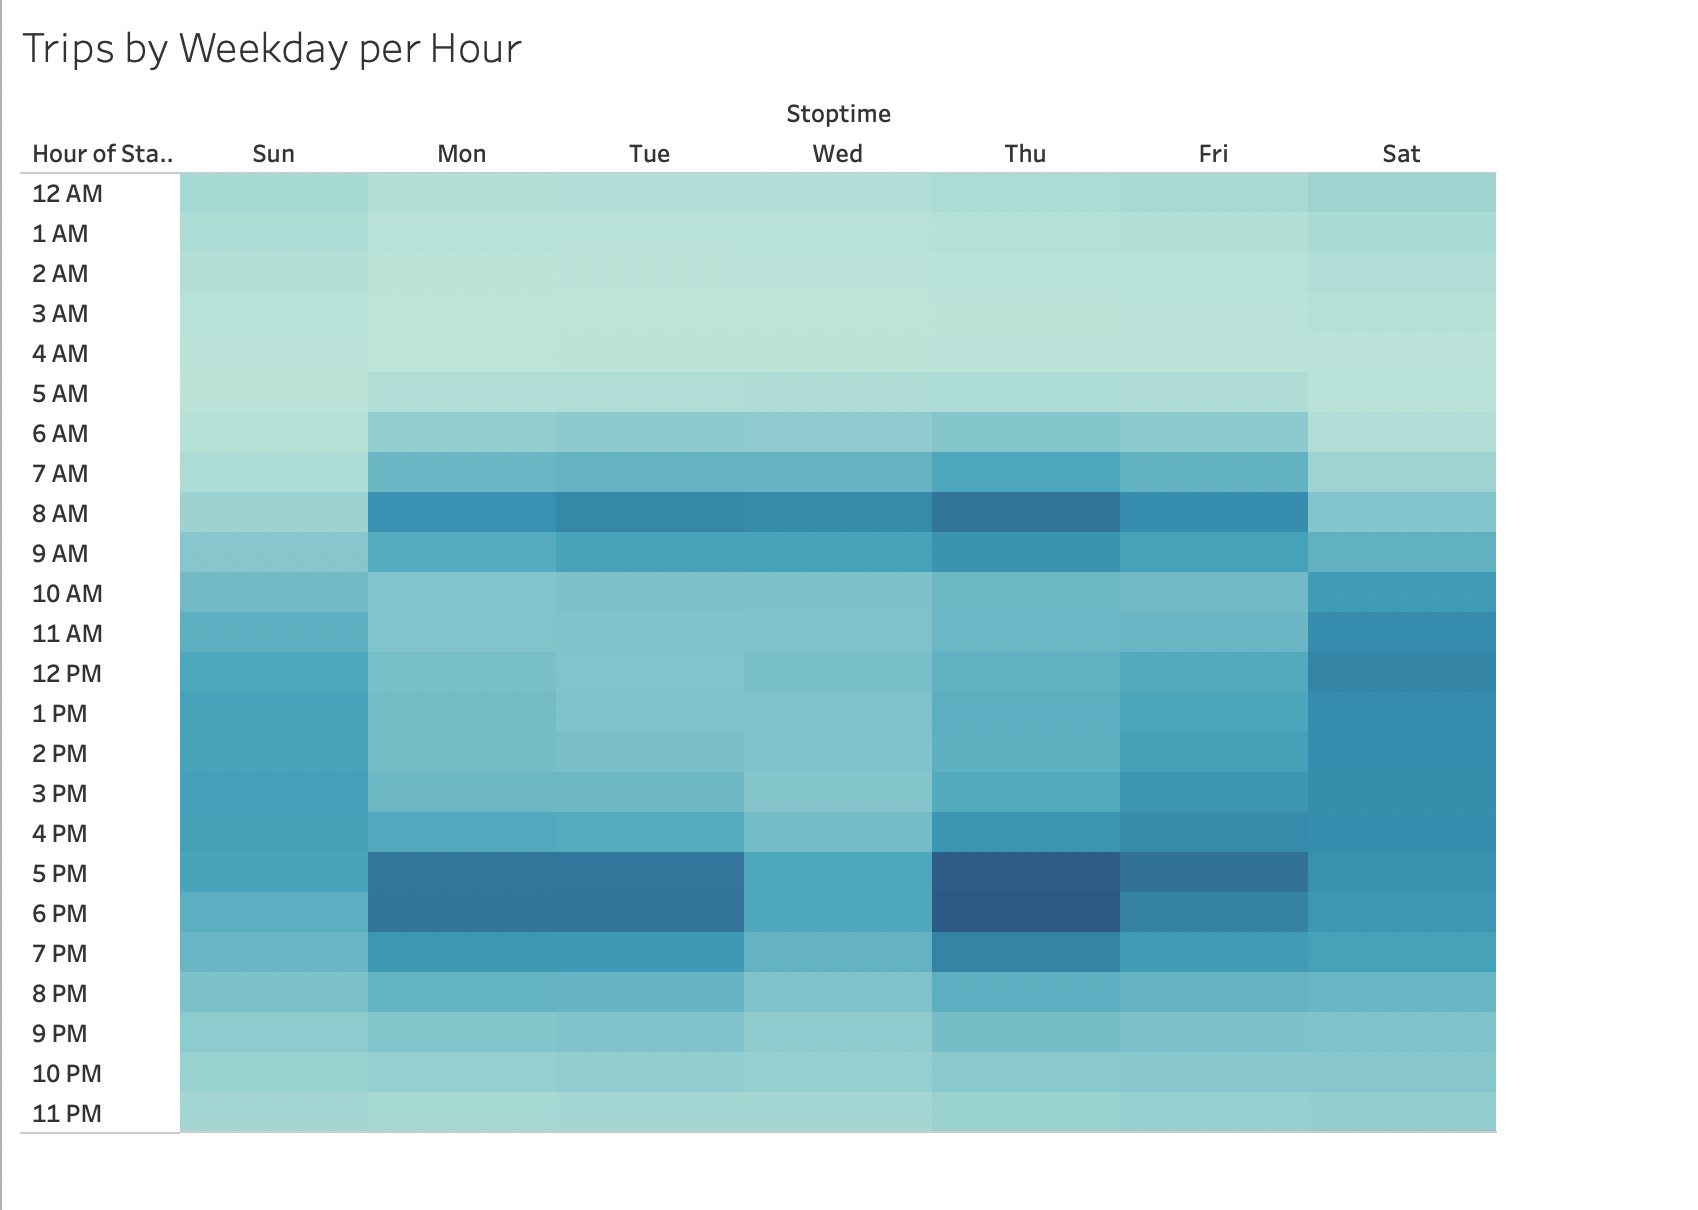 Trips by Weekday per Hour
Stoptime
Hour of Sta.. Sun Mon Tue Wed Thu Fri Sat
12 AM
1 AM
2 AM
3 AM
4 AM
5 AM
6 AM
7 AM
8 AM
9 AM
10 AM
11 AM
12 PM
1 PM
2 PM
3 PM
4 PM
5 PM
6 PM
7 PM
8 PM
9 PM
10 PM
11 PM